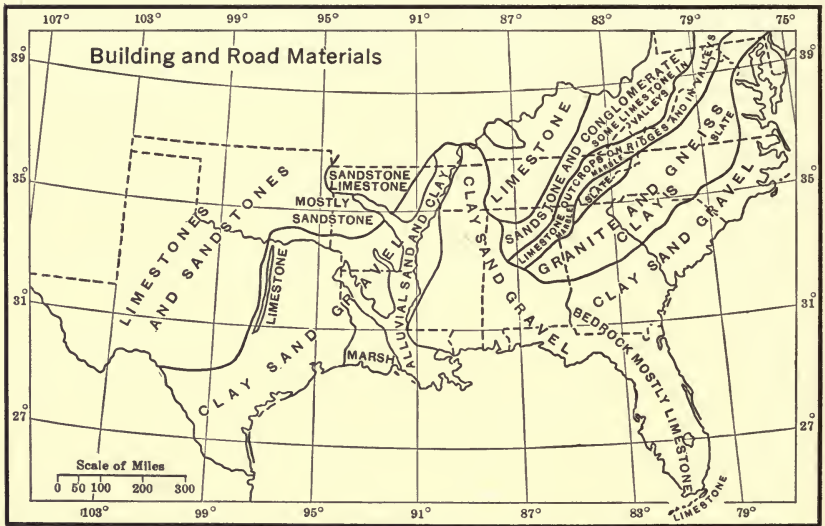 107° 103° 99° 95° 91° 87° 83° 79° 75°
Building and Road Materials
39° 39°
35° 35°
31° 31°
27° 27°
LIMESTONES
AND SANDSTONES
SANDSTONE
LIMESTONE
MOSTLY
SANDSTONE
LIMESTONE
CLAY SAND GRAVEL
MARSH
ALLUVIAL SAND AND CLAY
CLAY SAND GRAVEL
LIMESTONE
SANDSTONE AND CONGLOMERATE
SOME LIMESTONE IN
VALLEYS
LIMESTONE OUTCROPS ON RIDGES AND IN VALLEYS
MARBLE
MARBLE
SLATE
SLATE
GRANITE AND GNEISS
CLAYS
CLAY SAND GRAVEL
BEDROCK MOSTLY LIMESTONE
LIMESTONE
Scale of Miles
0 50 100 200 300
103° 99° 95° 91° 87° 83° 79°